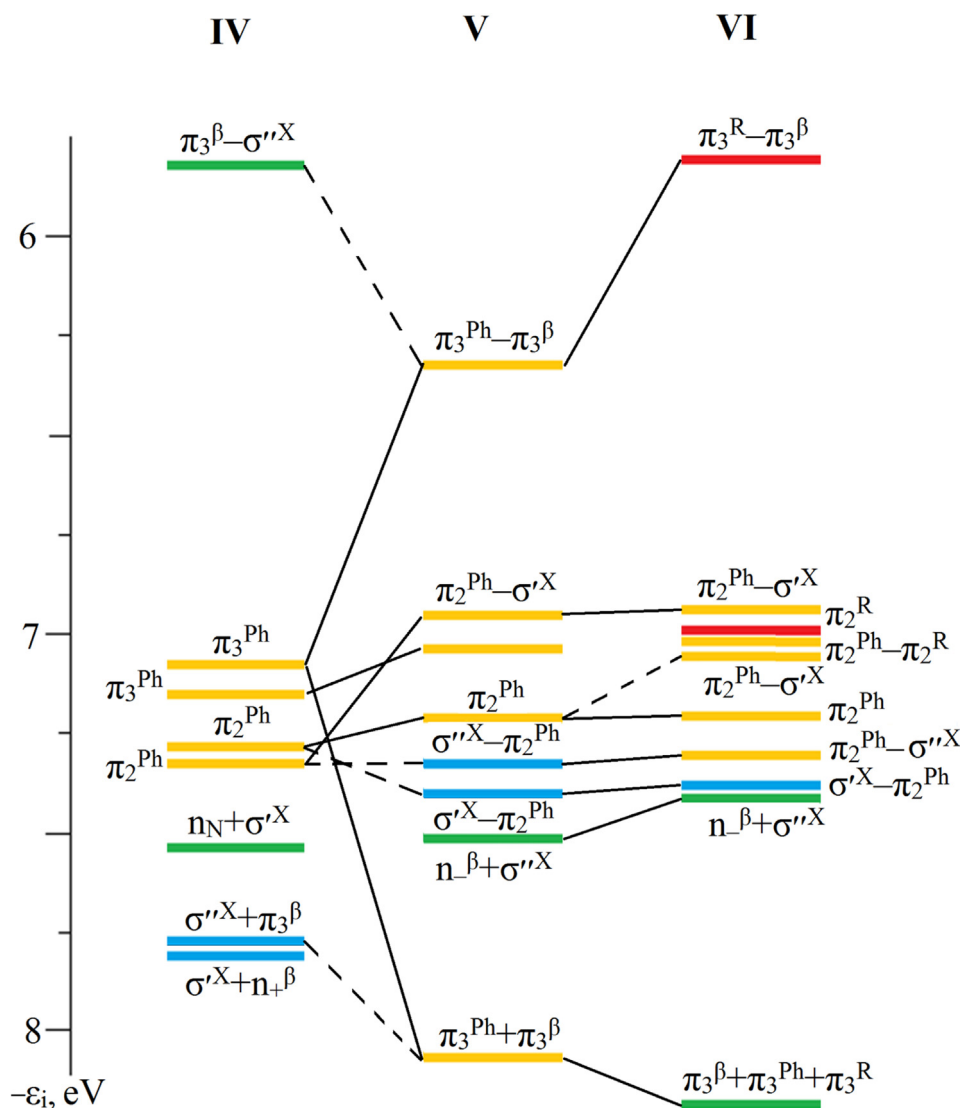 IV V VI
π₃ᵝ–σ''ˣ π₃ᴿ–π₃ᵝ
6
π₃ᴾʰ–π₃ᵝ
π₂ᴾʰ–σ'ˣ π₂ᴾʰ–σ'ˣ
π₂ᴿ
7
π₃ᴾʰ π₂ᴾʰ–π₂ᴿ
π₃ᴾʰ π₂ᴾʰ π₂ᴾʰ–σ'ˣ
π₂ᴾʰ π₂ᴾʰ
σ''ˣ–π₂ᴾʰ π₂ᴾʰ–σ''ˣ
π₂ᴾʰ
σ'ˣ–π₂ᴾʰ σ'ˣ–π₂ᴾʰ
n_N+σ'ˣ n₋ᵝ+σ''ˣ n₋ᵝ+σ''ˣ
σ''ˣ+π₃ᵝ
σ'ˣ+n₊ᵝ
8 π₃ᴾʰ+π₃ᵝ
–εᵢ, eV π₃ᵝ+π₃ᴾʰ+π₃ᴿ